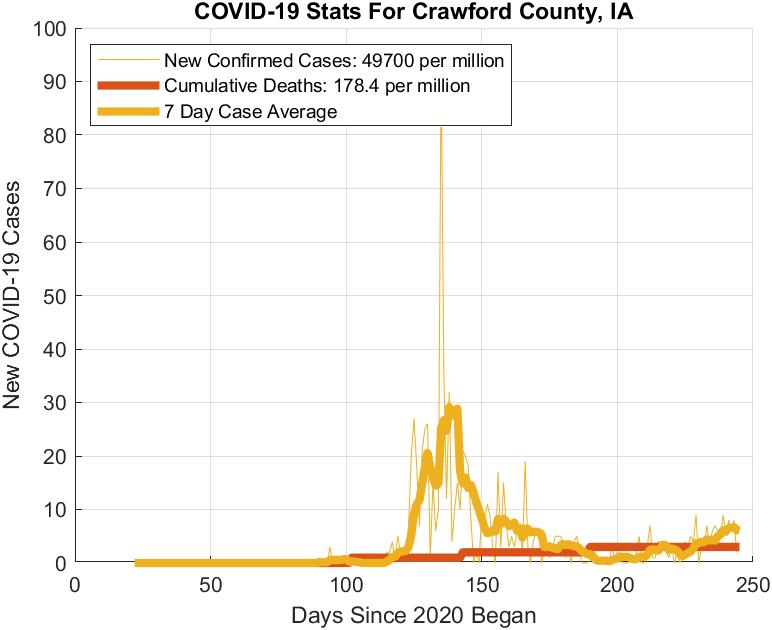 COVID-19 Stats For Crawford County, IA
New Confirmed Cases: 49700 per million
Cumulative Deaths: 178.4 per million
7 Day Case Average
New COVID-19 Cases
100
90
80
70
60
50
40
30
20
10
0
0 50 100 150 200 250
Days Since 2020 Began